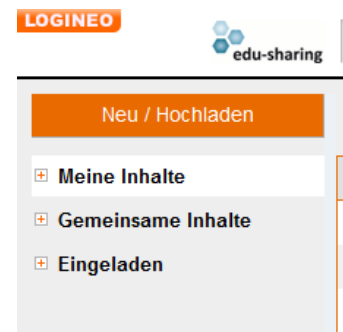 LOGINEO
edu-sharing
Neu / Hochladen
Meine Inhalte
Gemeinsame Inhalte
Eingeladen